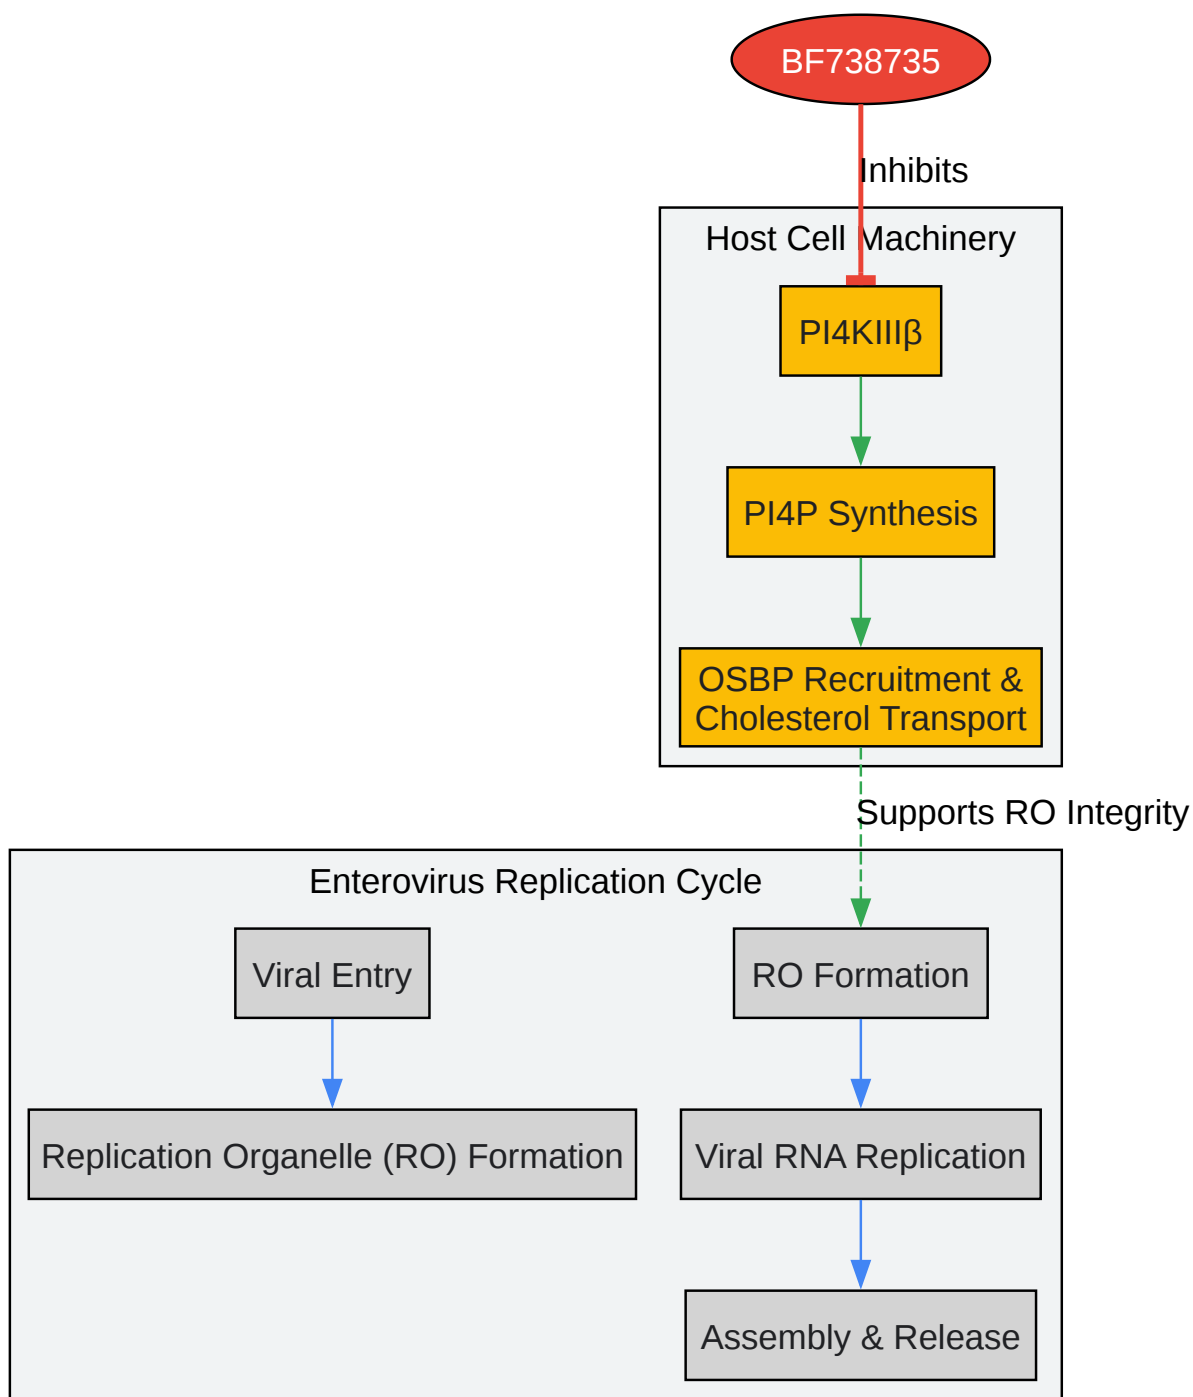 BF738735
Inhibits
Host Cell Machinery
PI4KIIIβ
PI4P Synthesis
OSBP Recruitment &
Cholesterol Transport
Supports RO Integrity
Enterovirus Replication Cycle
Viral Entry
RO Formation
Replication Organelle (RO) Formation
Viral RNA Replication
Assembly & Release